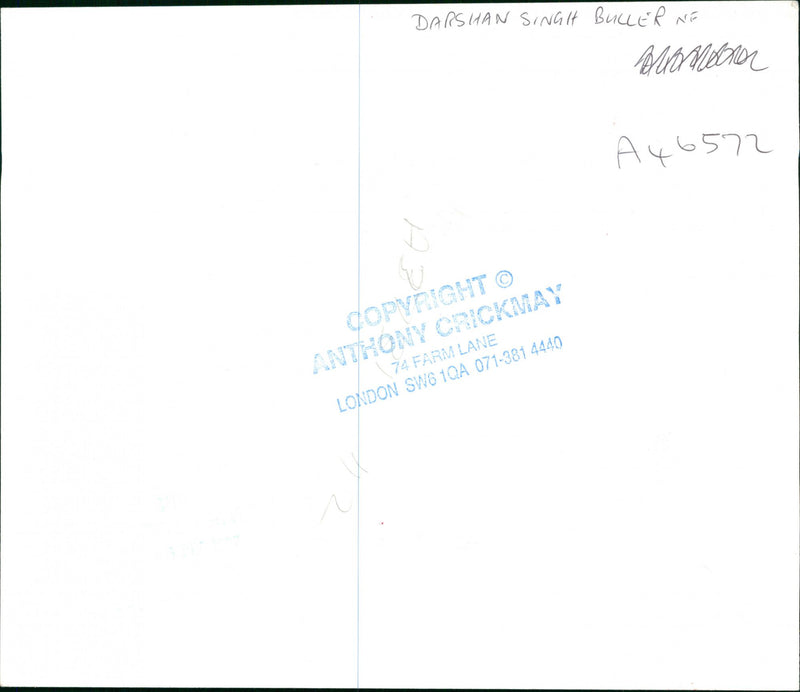 DARSHAN SINGH BULLER NF
A46572
COPYRIGHT ©
ANTHONY CRICKMAY
74 FARM LANE
LONDON SW6 1QA 071-381 4440